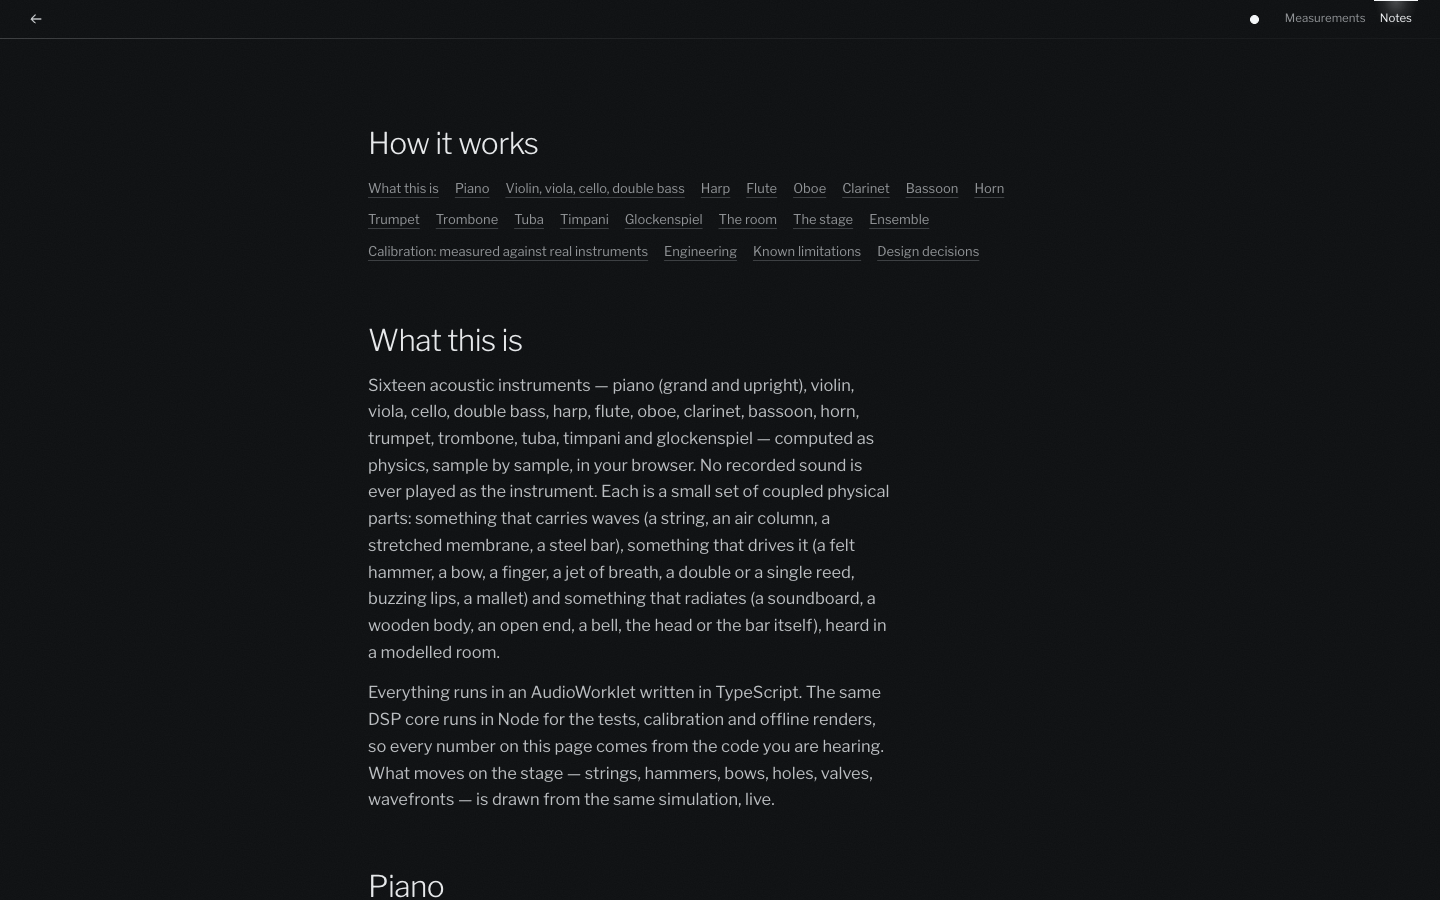 ← Measurements Notes
How it works
What this is Piano Violin, viola, cello, double bass Harp Flute Oboe Clarinet Bassoon Horn
Trumpet Trombone Tuba Timpani Glockenspiel The room The stage Ensemble
Calibration: measured against real instruments Engineering Known limitations Design decisions
What this is
Sixteen acoustic instruments — piano (grand and upright), violin,
viola, cello, double bass, harp, flute, oboe, clarinet, bassoon, horn,
trumpet, trombone, tuba, timpani and glockenspiel — computed as
physics, sample by sample, in your browser. No recorded sound is
ever played as the instrument. Each is a small set of coupled physical
parts: something that carries waves (a string, an air column, a
stretched membrane, a steel bar), something that drives it (a felt
hammer, a bow, a finger, a jet of breath, a double or a single reed,
buzzing lips, a mallet) and something that radiates (a soundboard, a
wooden body, an open end, a bell, the head or the bar itself), heard in
a modelled room.
Everything runs in an AudioWorklet written in TypeScript. The same
DSP core runs in Node for the tests, calibration and offline renders,
so every number on this page comes from the code you are hearing.
What moves on the stage — strings, hammers, bows, holes, valves,
wavefronts — is drawn from the same simulation, live.
Piano